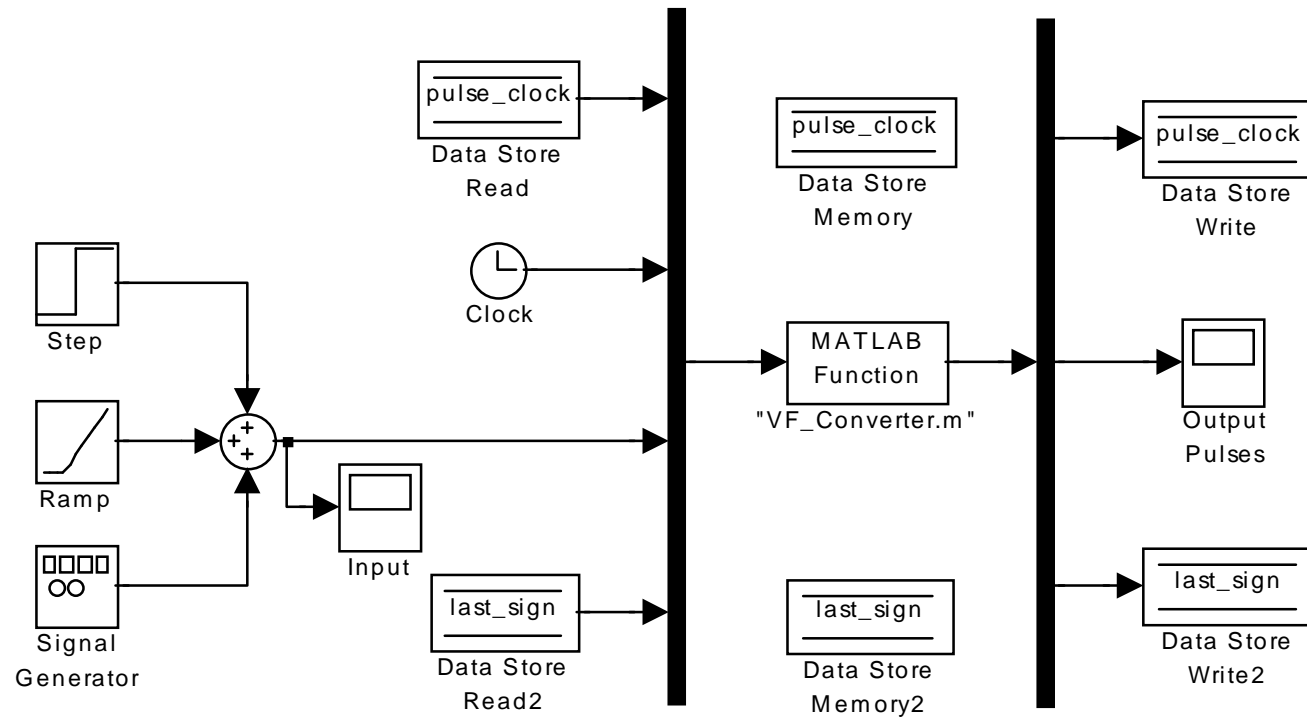 pulse_clock
Data Store
Read
pulse_clock
Data Store
Memory
pulse_clock
Data Store
Write
Step
Clock
MATLAB
Function
"VF_Converter.m"
Ramp
Input
Output
Pulses
Signal
Generator
last_sign
Data Store
Read2
last_sign
Data Store
Memory2
last_sign
Data Store
Write2